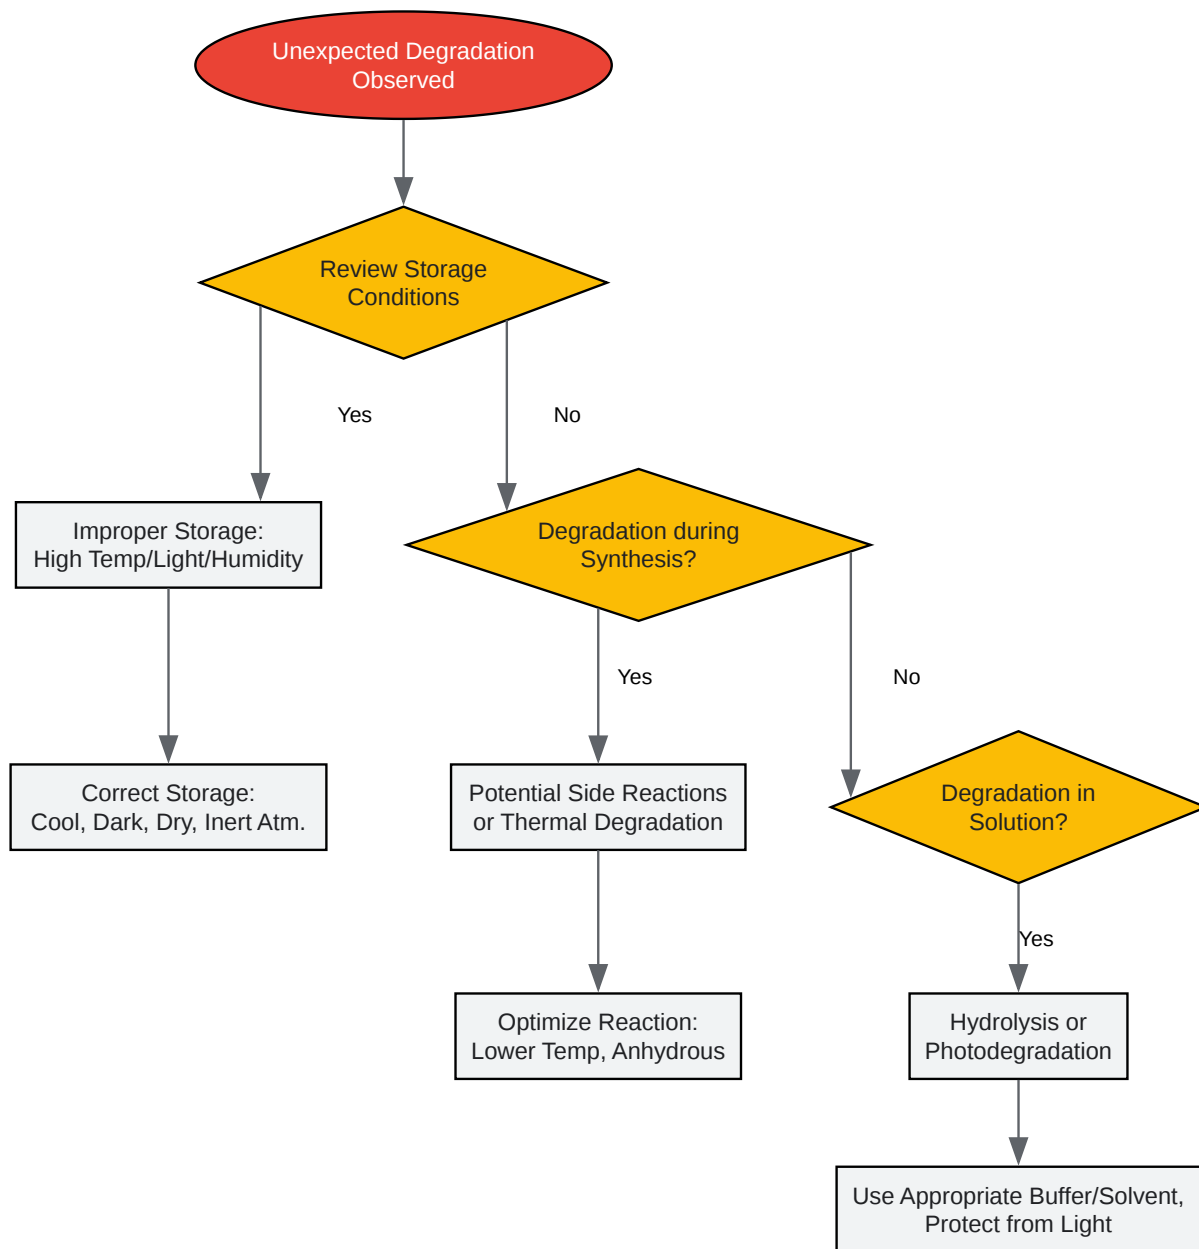 Unexpected Degradation
Observed
Review Storage
Conditions
Yes
No
Improper Storage:
High Temp/Light/Humidity
Degradation during
Synthesis?
Yes
No
Correct Storage:
Cool, Dark, Dry, Inert Atm.
Potential Side Reactions
or Thermal Degradation
Degradation in
Solution?
Yes
Optimize Reaction:
Lower Temp, Anhydrous
Hydrolysis or
Photodegradation
Use Appropriate Buffer/Solvent,
Protect from Light